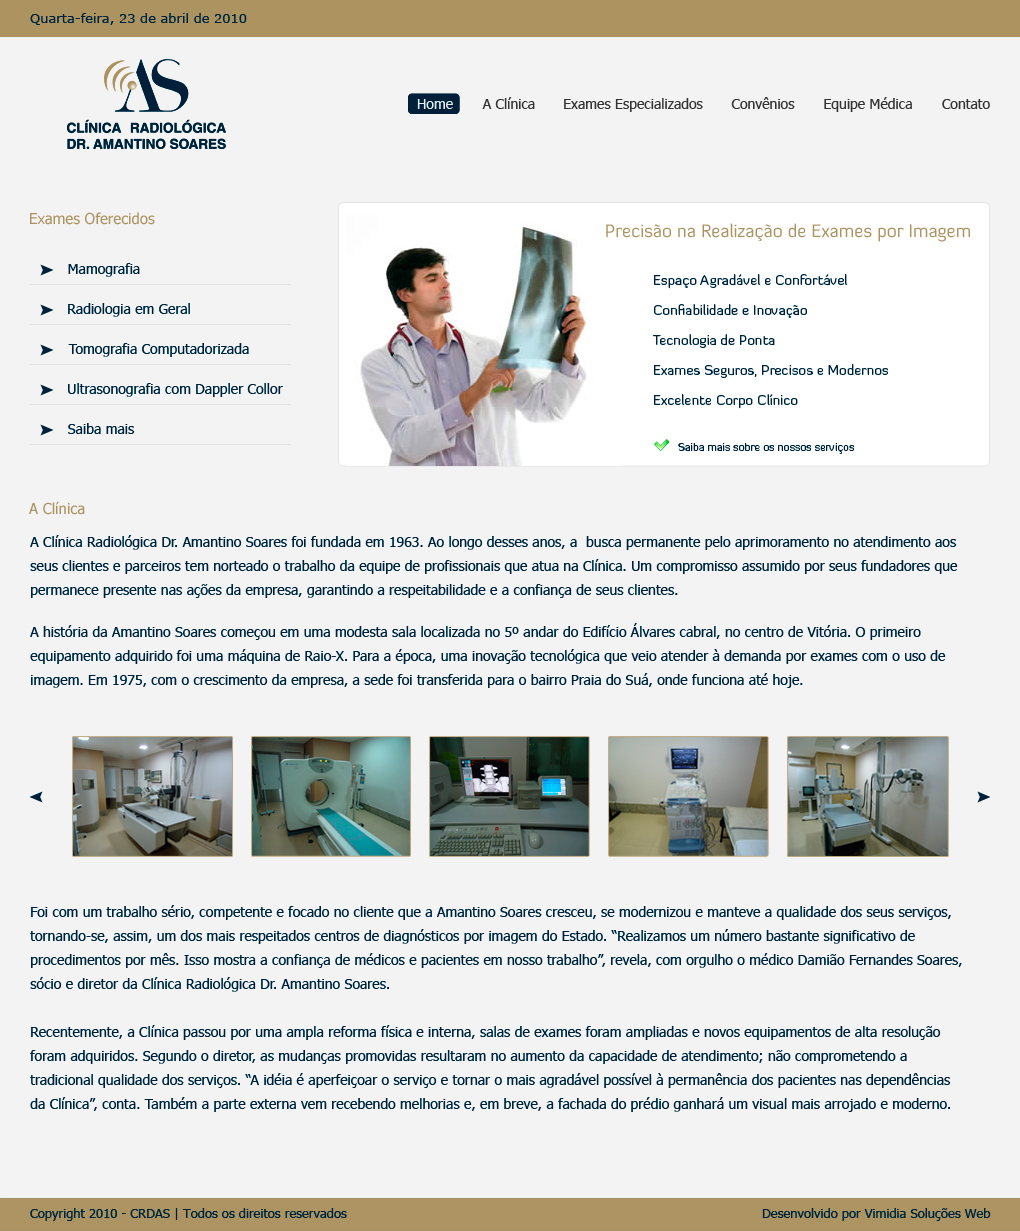 Quarta-feira, 23 de abril de 2010
AS
CLÍNICA RADIOLÓGICA
DR. AMANTINO SOARES
Home A Clínica Exames Especializados Convênios Equipe Médica Contato
Exames Oferecidos
Mamografia
Radiologia em Geral
Tomografia Computadorizada
Ultrasonografia com Dappler Collor
Saiba mais
Precisão na Realização de Exames por Imagem
Espaço Agradável e Confortável
Confiabilidade e Inovação
Tecnologia de Ponta
Exames Seguros, Precisos e Modernos
Excelente Corpo Clínico
Saiba mais sobre os nossos serviços
A Clínica
A Clínica Radiológica Dr. Amantino Soares foi fundada em 1963. Ao longo desses anos, a  busca permanente pelo aprimoramento no atendimento aos
seus clientes e parceiros tem norteado o trabalho da equipe de profissionais que atua na Clínica. Um compromisso assumido por seus fundadores que
permanece presente nas ações da empresa, garantindo a respeitabilidade e a confiança de seus clientes.
A história da Amantino Soares começou em uma modesta sala localizada no 5º andar do Edifício Álvares cabral, no centro de Vitória. O primeiro
equipamento adquirido foi uma máquina de Raio-X. Para a época, uma inovação tecnológica que veio atender à demanda por exames com o uso de
imagem. Em 1975, com o crescimento da empresa, a sede foi transferida para o bairro Praia do Suá, onde funciona até hoje.
Foi com um trabalho sério, competente e focado no cliente que a Amantino Soares cresceu, se modernizou e manteve a qualidade dos seus serviços,
tornando-se, assim, um dos mais respeitados centros de diagnósticos por imagem do Estado. “Realizamos um número bastante significativo de
procedimentos por mês. Isso mostra a confiança de médicos e pacientes em nosso trabalho”, revela, com orgulho o médico Damião Fernandes Soares,
sócio e diretor da Clínica Radiológica Dr. Amantino Soares.
Recentemente, a Clínica passou por uma ampla reforma física e interna, salas de exames foram ampliadas e novos equipamentos de alta resolução
foram adquiridos. Segundo o diretor, as mudanças promovidas resultaram no aumento da capacidade de atendimento; não comprometendo a
tradicional qualidade dos serviços. “A idéia é aperfeiçoar o serviço e tornar o mais agradável possível à permanência dos pacientes nas dependências
da Clínica”, conta. Também a parte externa vem recebendo melhorias e, em breve, a fachada do prédio ganhará um visual mais arrojado e moderno.
Copyright 2010 - CRDAS | Todos os direitos reservados
Desenvolvido por Vimidia Soluções Web